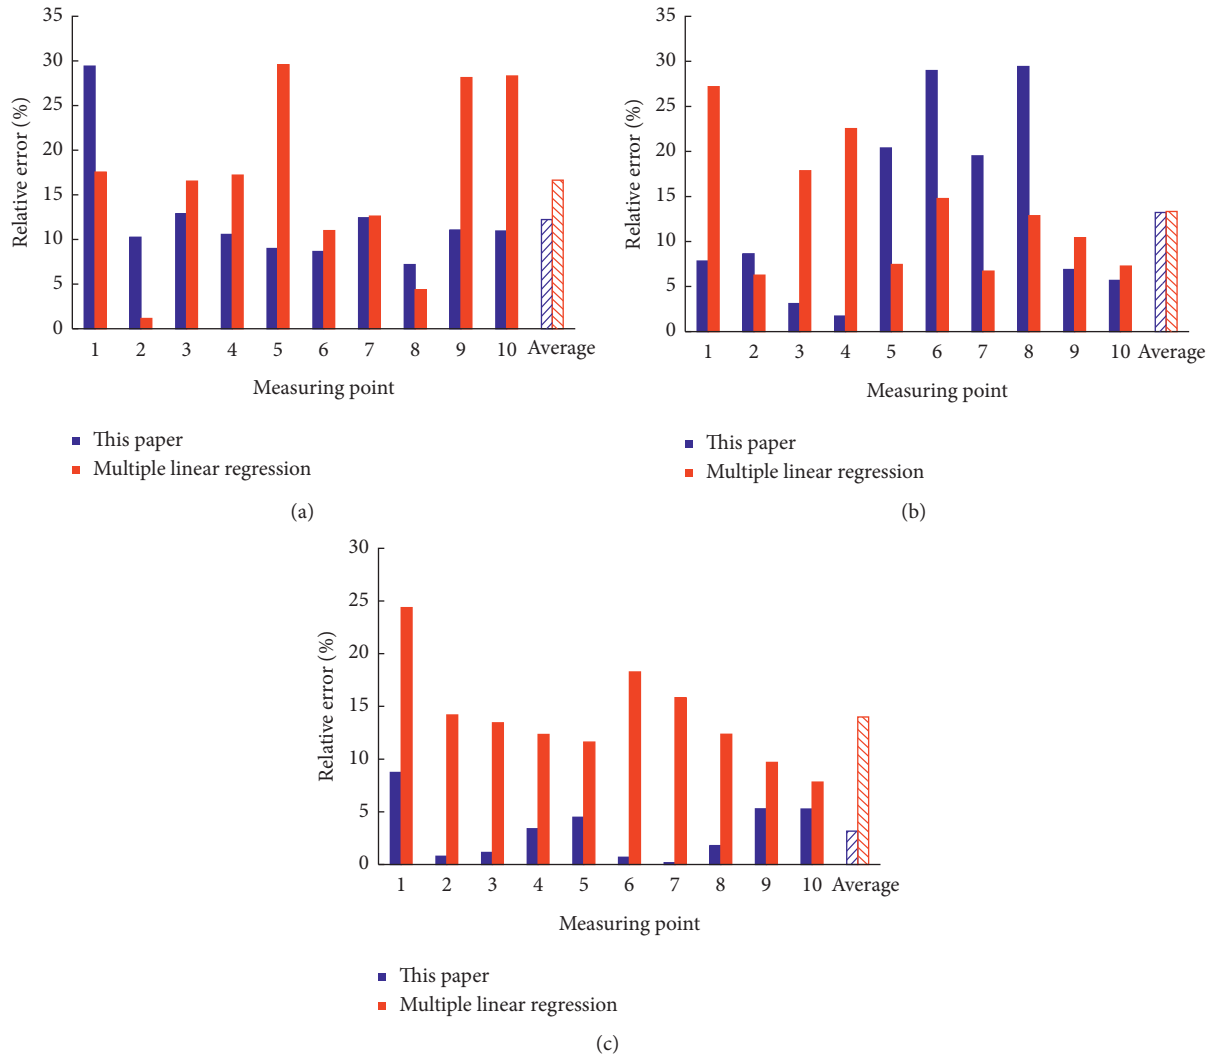 35
30
25
20
15
10
5
0
Relative error (%)
1 2 3 4 5 6 7 8 9 10 Average
Measuring point
This paper
Multiple linear regression
(a)
35
30
25
20
15
10
5
0
Relative error (%)
1 2 3 4 5 6 7 8 9 10 Average
Measuring point
This paper
Multiple linear regression
(b)
30
25
20
15
10
5
0
Relative error (%)
1 2 3 4 5 6 7 8 9 10 Average
Measuring point
This paper
Multiple linear regression
(c)